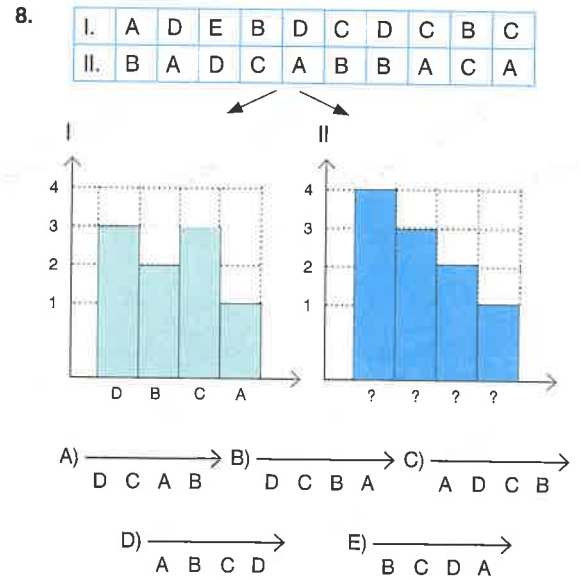 8.
I. A D E B D C D C B C
II. B A D C A B B A C A
I
4
3
2
1
D B C A
II
4
3
2
1
? ? ? ?
A) D C A B
B) D C B A
C) A D C B
D) A B C D
E) B C D A